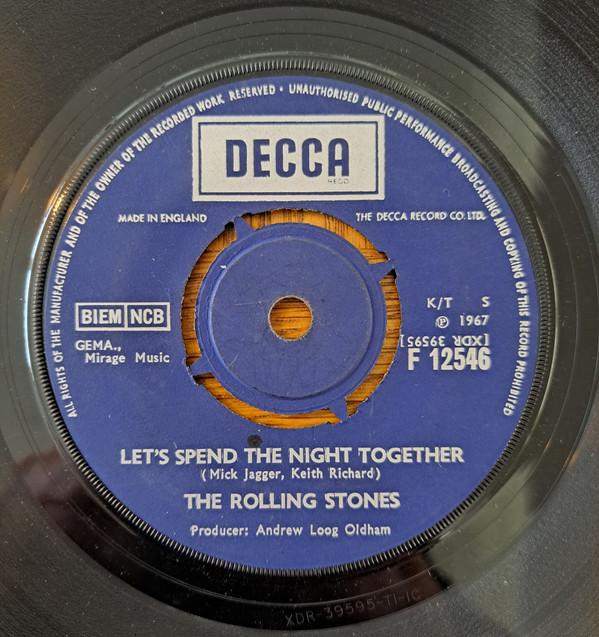 ALL RIGHTS OF THE MANUFACTURER AND OF THE OWNER OF THE RECORDED WORK RESERVED • UNAUTHORISED PUBLIC PERFORMANCE BROADCASTING AND COPYING OF THIS RECORD PROHIBITED
DECCA
REGD
MADE IN ENGLAND
THE DECCA RECORD CO. LTD.
BIEM NCB
GEMA.,
Mirage Music
K/T S
℗ 1967
[XDR 39595]
F 12546
LET'S SPEND THE NIGHT TOGETHER
(Mick Jagger, Keith Richard)
THE ROLLING STONES
Producer: Andrew Loog Oldham
XDR-39595-T1-1C